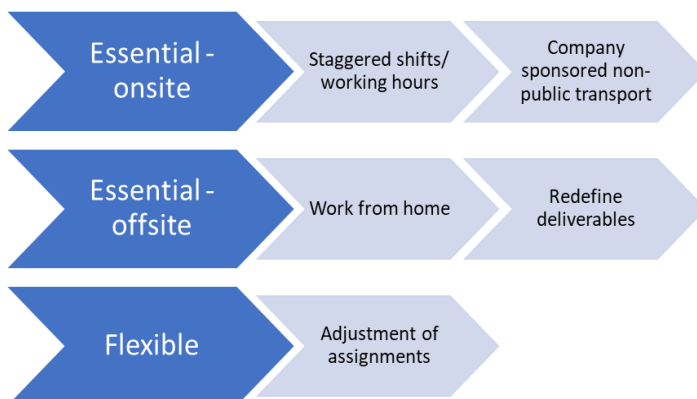 Essential -
onsite
Staggered shifts/
working hours
Company
sponsored non-
public transport
Essential -
offsite
Work from home
Redefine
deliverables
Flexible
Adjustment of
assignments